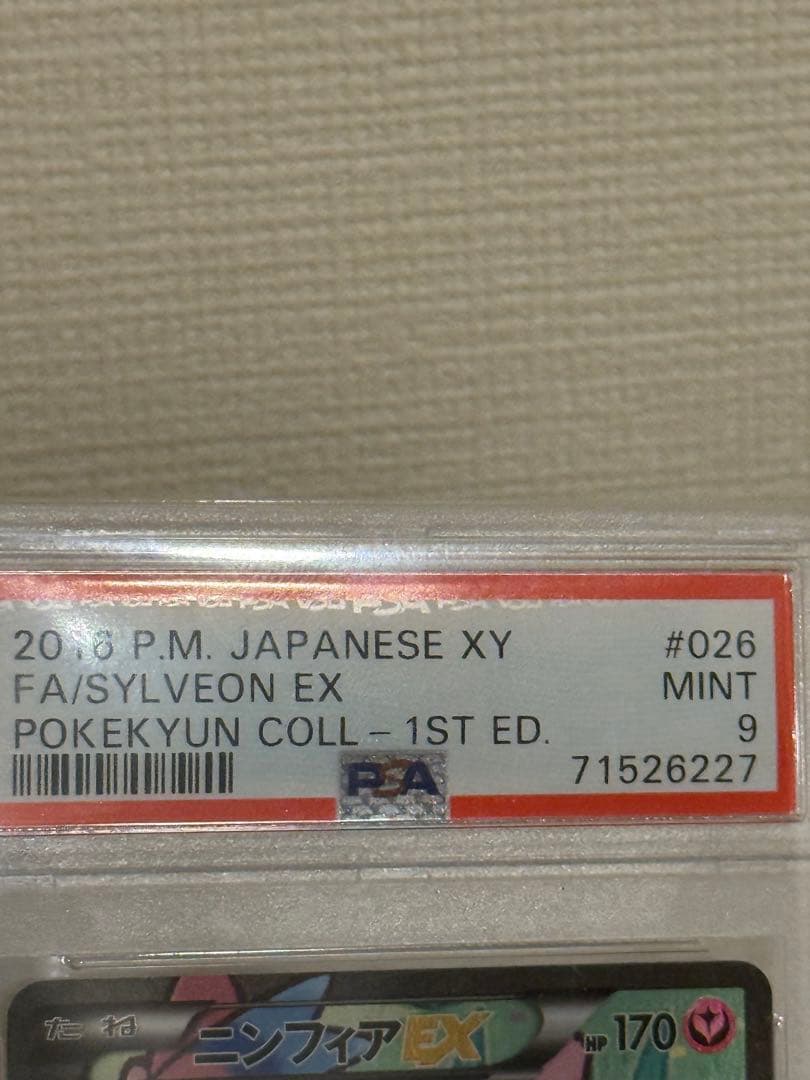 2016 P.M. JAPANESE XY #026
FA/SYLVEON EX MINT
POKEKYUN COLL – 1ST ED. 9
PSA 71526227
たね ニンフィアEX HP 170